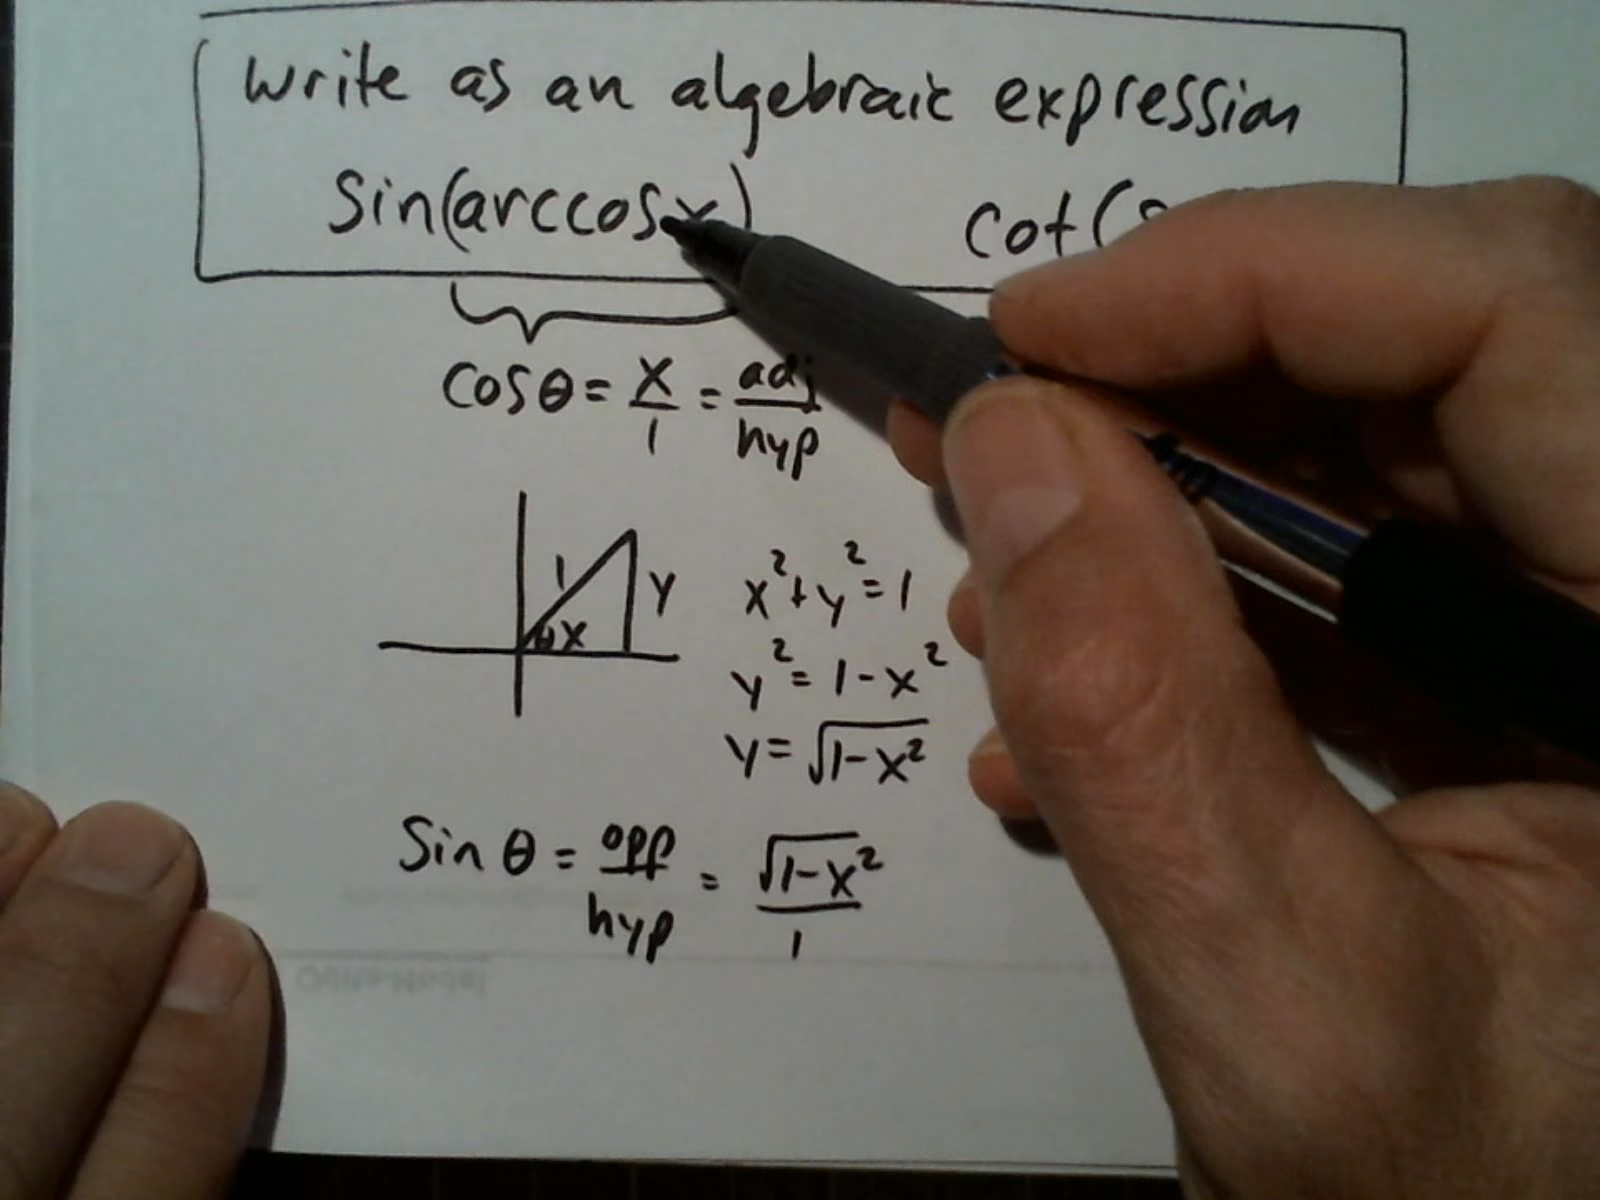 write as an algebraic expression
sin(arccos x) cot(
cos θ = x/1 = adj/hyp
1 y
θ x
x² + y² = 1
y² = 1 - x²
y = √1-x²
sin θ = opp/hyp = √1-x²/1